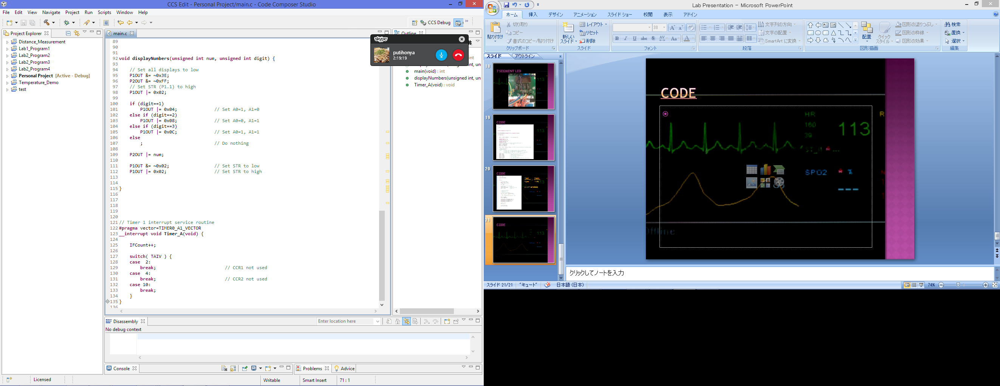 CCS Edit - Personal Project/main.c - Code Composer Studio
File Edit View Navigate Project Run Scripts Window Help
CCS Debug
Project Explorer
Distance_Measurement
Lab1_Program1
Lab2_Program2
Lab2_Program3
Lab2_Program4
Personal Project [Active - Debug]
Temperature_Demo
test
main.c
89
90
91
92 void displayNumbers(unsigned int num, unsigned int digit) {
93
94 // Set all displays to low
95 P1OUT &= ~0x3E;
96 P2OUT &= ~0xFF;
97 // Set STR (P1.1) to high
98 P1OUT |= 0x02;
99
100 if (digit==1)
101 P1OUT |= 0x04; // Set A0=1, A1=0
102 else if (digit==2)
103 P1OUT |= 0x08; // Set A0=0, A1=1
104 else if (digit==3)
105 P1OUT |= 0x0C; // Set A0=1, A1=1
106 else
107 ; // Do nothing
108
109 P2OUT |= num;
110
111 P1OUT &= ~0x02; // Set STR to low
112 P1OUT |= 0x02; // Set STR to high
113
114
115 }
116
117
118
119
120
121 // Timer 1 interrupt service routine
122 #pragma vector=TIMER0_A1_VECTOR
123 __interrupt void Timer_A(void) {
124
125 IFCount++;
126
127 switch( TAIV ) {
128 case 2:
129 break; // CCR1 not used
130 case 4:
131 break; // CCR2 not used
132 case 10:
133 break;
134 }
135 }
136
Outline
skype
putihonya
2:19:19
int
main(void) : int
displayNumbers(unsigned int, un
Timer_A(void) : void
Disassembly
Enter location here
No debug context
Console
Problems
Advice
Licensed
Writable
Smart Insert
71 : 1
Lab Presentation - Microsoft PowerPoint
ホーム 挿入 デザイン アニメーション スライド ショー 校閲 表示 アドイン
貼り付け
切り取り
コピー
書式のコピー/貼り付け
クリップボード
新しい
スライド
レイアウト
リセット
削除
スライド
38
フォント
文字列の方向
文字の配置
SmartArt に変換
段落
配置
クイック
スタイル
図形の塗りつぶし
図形の枠線
図形の効果
図形描画
検索
置換
選択
編集
スライド
アウトライン
18
7 SEGMENT LED
113
19
CODE
20
CODE
21
CODE
113
CODE
HR
160
39
113
R
SPO2
%
Offline
クリックしてノートを入力
スライド 21/21
"キュート"
日本語 (日本)
74%